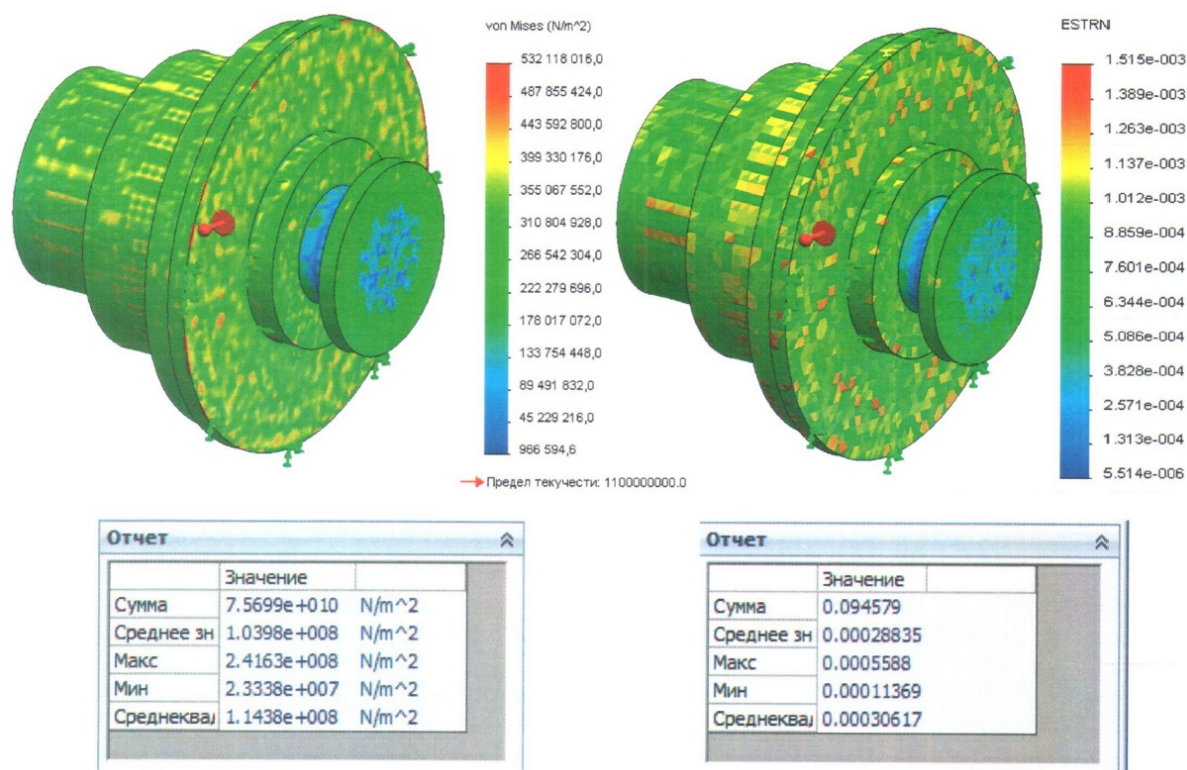 von Mises (N/m^2)
532 118 016,0
487 855 424,0
443 592 800,0
399 330 176,0
355 067 552,0
310 804 928,0
266 542 304,0
222 279 696,0
178 017 072,0
133 754 448,0
89 491 832,0
45 229 216,0
966 594,6
Предел текучести: 1100000000.0
ESTRN
1.515e-003
1.389e-003
1.263e-003
1.137e-003
1.012e-003
8.859e-004
7.601e-004
6.344e-004
5.086e-004
3.828e-004
2.571e-004
1.313e-004
5.514e-006
Отчет
Значение
Сумма 7.5699e+010 N/m^2
Среднее зн 1.0398e+008 N/m^2
Макс 2.4163e+008 N/m^2
Мин 2.3338e+007 N/m^2
Среднеквад 1.1438e+008 N/m^2
Отчет
Значение
Сумма 0.094579
Среднее зн 0.00028835
Макс 0.0005588
Мин 0.00011369
Среднеквад 0.00030617